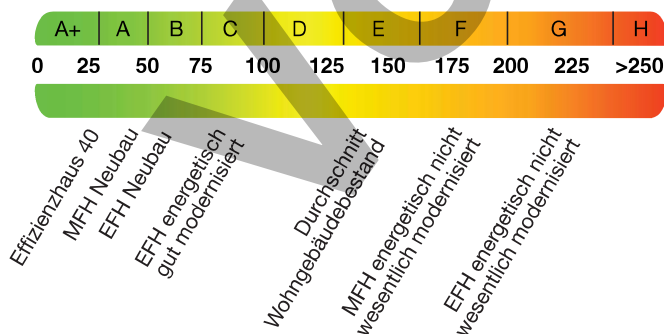 A+ A B C D E F G H
0 25 50 75 100 125 150 175 200 225 >250
Effizienzhaus 40
MFH Neubau
EFH Neubau
EFH energetisch
gut modernisiert
Durchschnitt
Wohngebäudebestand
MFH energetisch nicht
wesentlich modernisiert
EFH energetisch nicht
wesentlich modernisiert